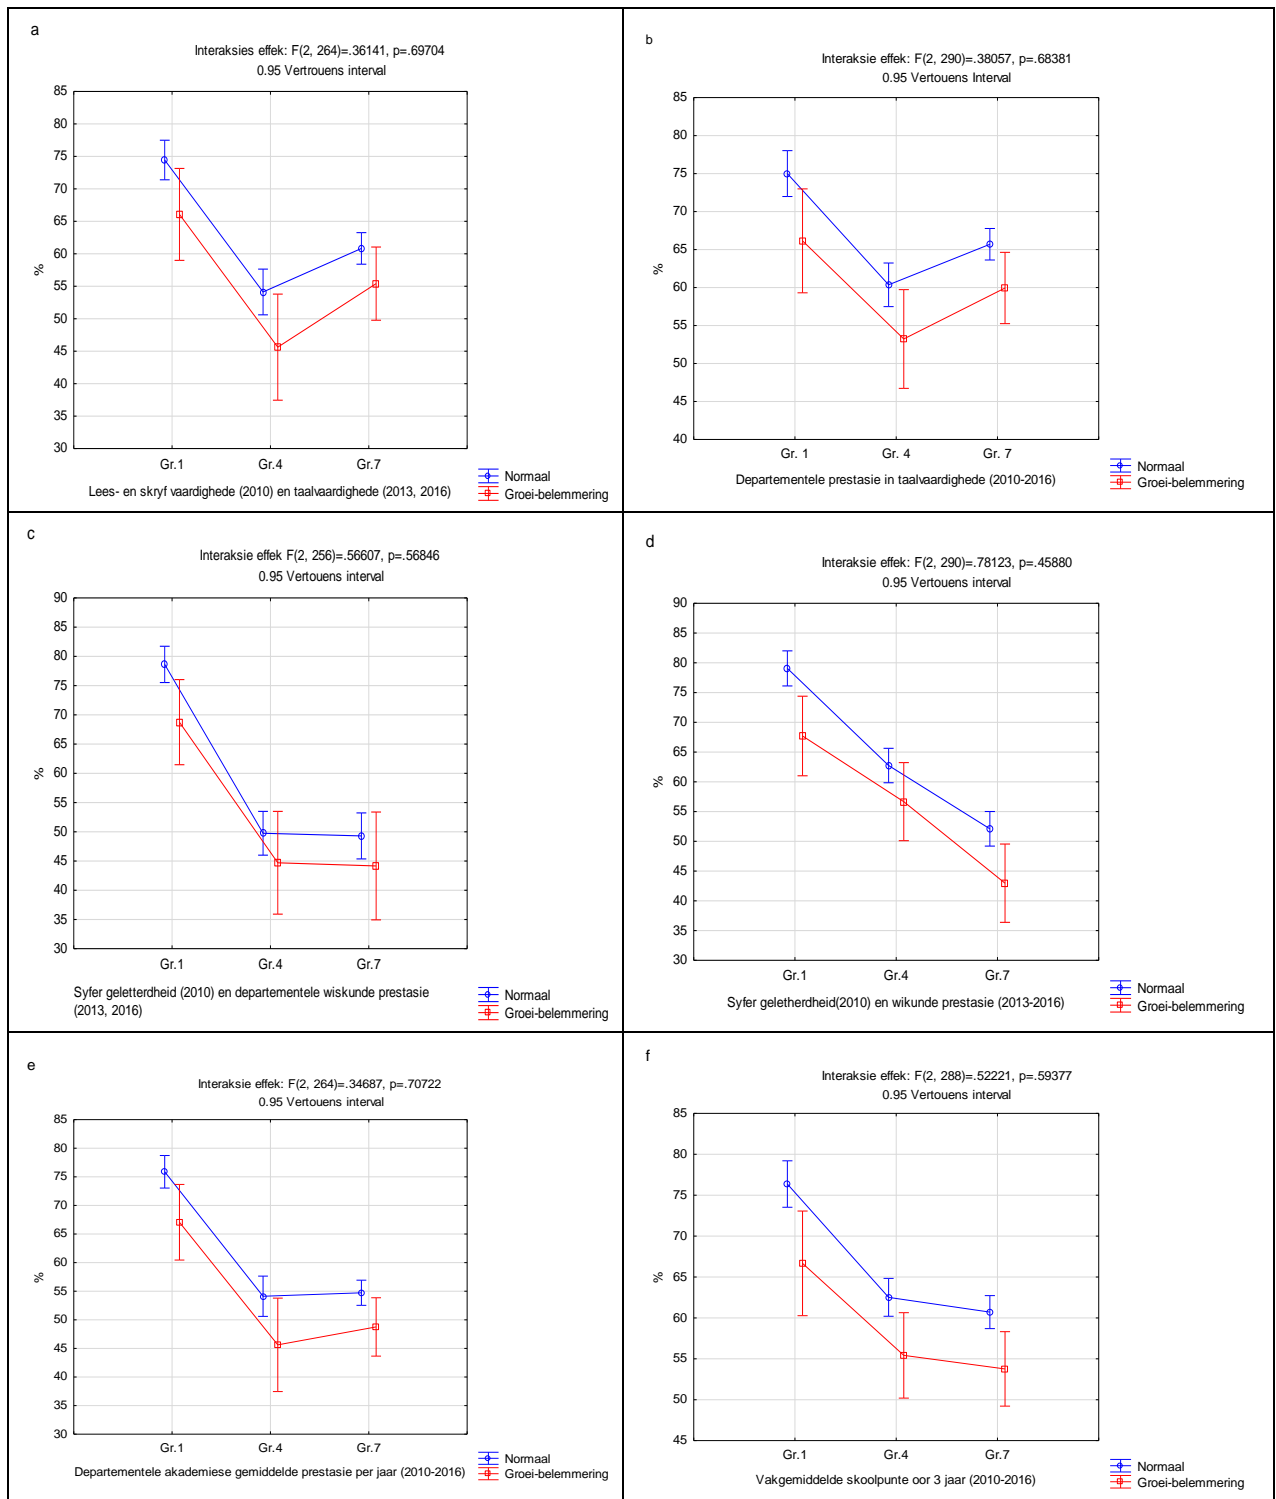 a
Interaksies effek: F(2, 264)=.36141, p=.69704
0.95 Vertrouens interval
85
80
75
70
65
60
55
50
45
40
35
30
%
Gr.1 Gr.4 Gr.7
Lees- en skryf vaardighede (2010) en taalvaardighede (2013, 2016)
Normaal
Groei-belemmering
b
Interaksie effek: F(2, 290)=.38057, p=.68381
0.95 Vertouens Interval
85
80
75
70
65
60
55
50
45
40
%
Gr. 1 Gr. 4 Gr. 7
Departementele prestasie in taalvaardighede (2010-2016)
Normaal
Groei-belemmering
c
Interaksie effek F(2, 256)=.56607, p=.56846
0.95 Vertouens interval
90
85
80
75
70
65
60
55
50
45
40
35
30
%
Gr.1 Gr.4 Gr.7
Syfer geletterdheid (2010) en departementele wiskunde prestasie
(2013, 2016)
Normaal
Groei-belemmering
d
Interaksie effek: F(2, 290)=.78123, p=.45880
0.95 Vertouens interval
90
85
80
75
70
65
60
55
50
45
40
35
30
%
Gr.1 Gr.4 Gr.7
Syfer geletherdheid(2010) en wikunde prestasie (2013-2016)
Normaal
Groei-belemmering
e
Interaksie effek: F(2, 264)=.34687, p=.70722
0.95 Vertouens interval
85
80
75
70
65
60
55
50
45
40
35
30
%
Gr.1 Gr.4 Gr.7
Departementele akademiese gemiddelde prestasie per jaar (2010-2016)
Normaal
Groei-belemmering
f
Interaksie effek: F(2, 288)=.52221, p=.59377
0.95 Vertouens interval
85
80
75
70
65
60
55
50
45
%
Gr.1 Gr.4 Gr.7
Vakgemiddelde skoolpunte oor 3 jaar (2010-2016)
Normaal
Groei-belemmering